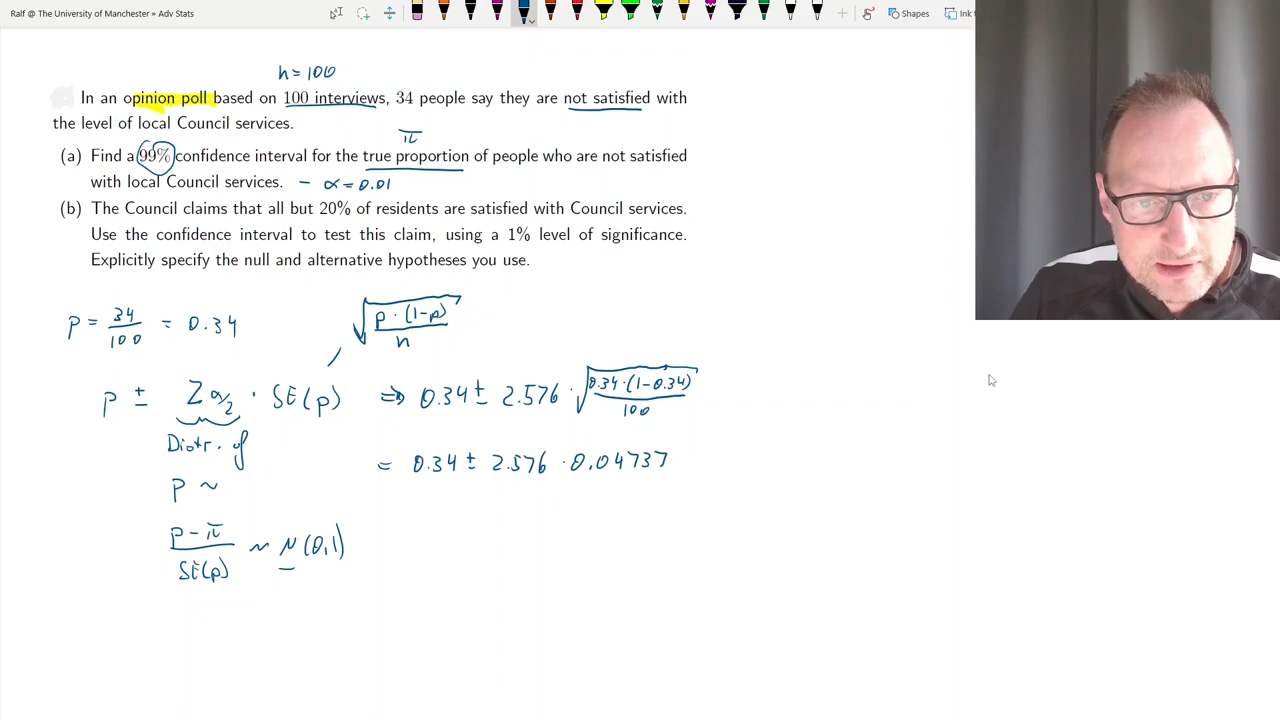 Ralf @ The University of Manchester » Adv Stats
Shapes
Ink t
n = 100
In an opinion poll based on 100 interviews, 34 people say they are not satisfied with
the level of local Council services.
π
(a) Find a 99% confidence interval for the true proportion of people who are not satisfied
with local Council services. – α = 0.01
(b) The Council claims that all but 20% of residents are satisfied with Council services.
Use the confidence interval to test this claim, using a 1% level of significance.
Explicitly specify the null and alternative hypotheses you use.
p = 34/100 = 0.34
√(p · (1-p)/n)
p ± Zα/2 · SE(p) ⇒ 0.34 ± 2.576 · √(0.34·(1-0.34)/100)
Distr. of
= 0.34 ± 2.576 · 0.04737
p ~
p - π/SE(p) ~ N(0,1)